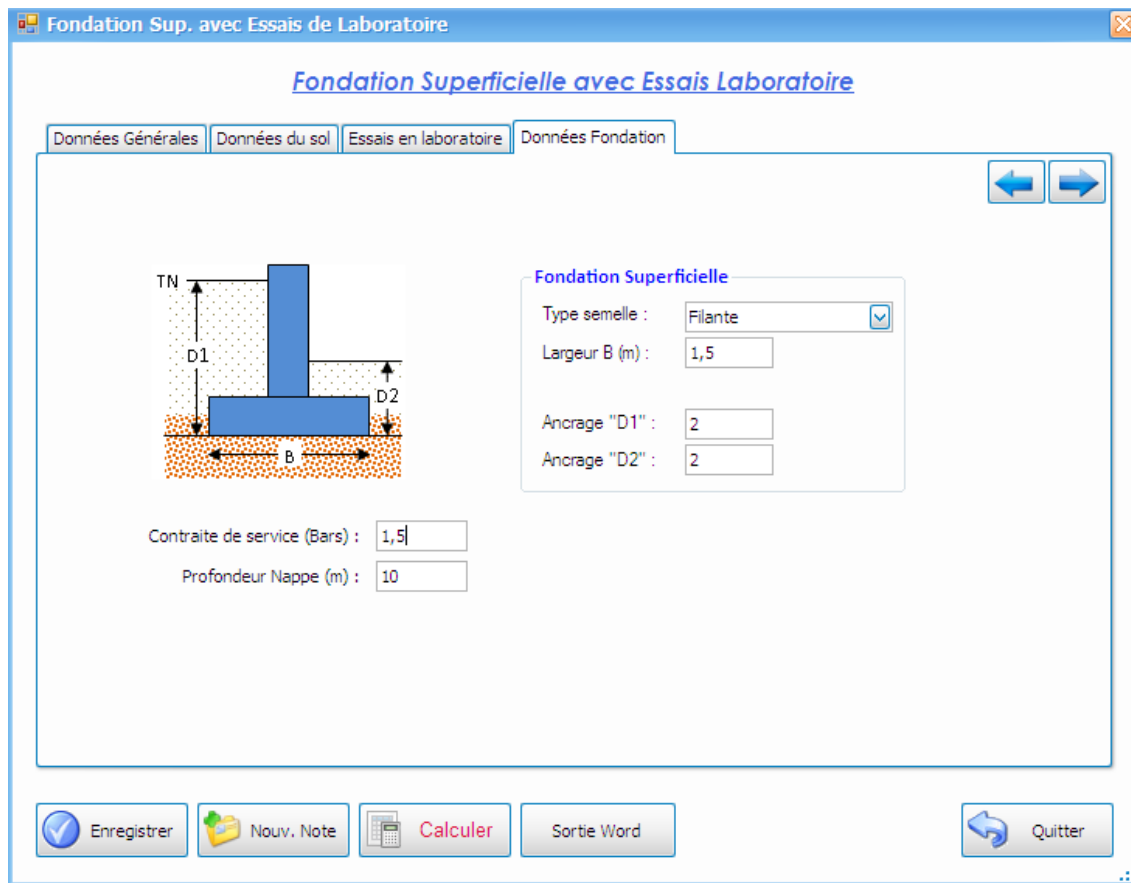 Fondation Sup. avec Essais de Laboratoire
Fondation Superficielle avec Essais Laboratoire
Données Générales Données du sol Essais en laboratoire Données Fondation
TN
D1
D2
B
Fondation Superficielle
Type semelle : Filante
Largeur B (m) : 1,5
Ancrage "D1" : 2
Ancrage "D2" : 2
Contraite de service (Bars) : 1,5
Profondeur Nappe (m) : 10
Enregistrer Nouv. Note Calculer Sortie Word Quitter